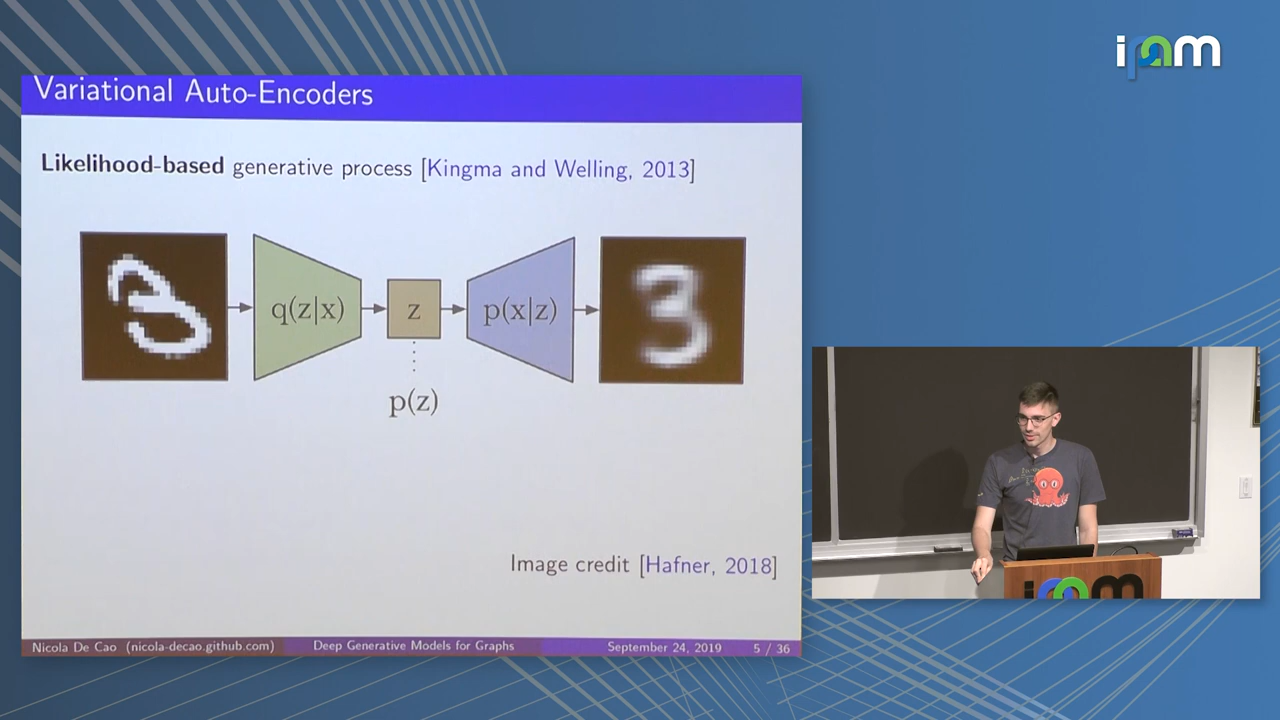 ipam
Variational Auto-Encoders
Likelihood-based generative process [Kingma and Welling, 2013]
q(z|x)
z
p(x|z)
p(z)
Image credit [Hafner, 2018]
Nicola De Cao (nicola-decao.github.com)
Deep Generative Models for Graphs
September 24, 2019
5 / 36
ipam